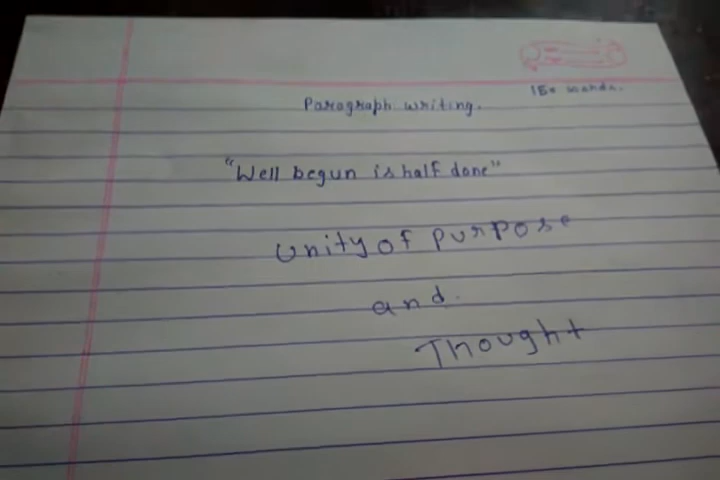 Paragraph writing.
150 words.
"Well begun is half done"
Unity of Purpose
and.
Thought